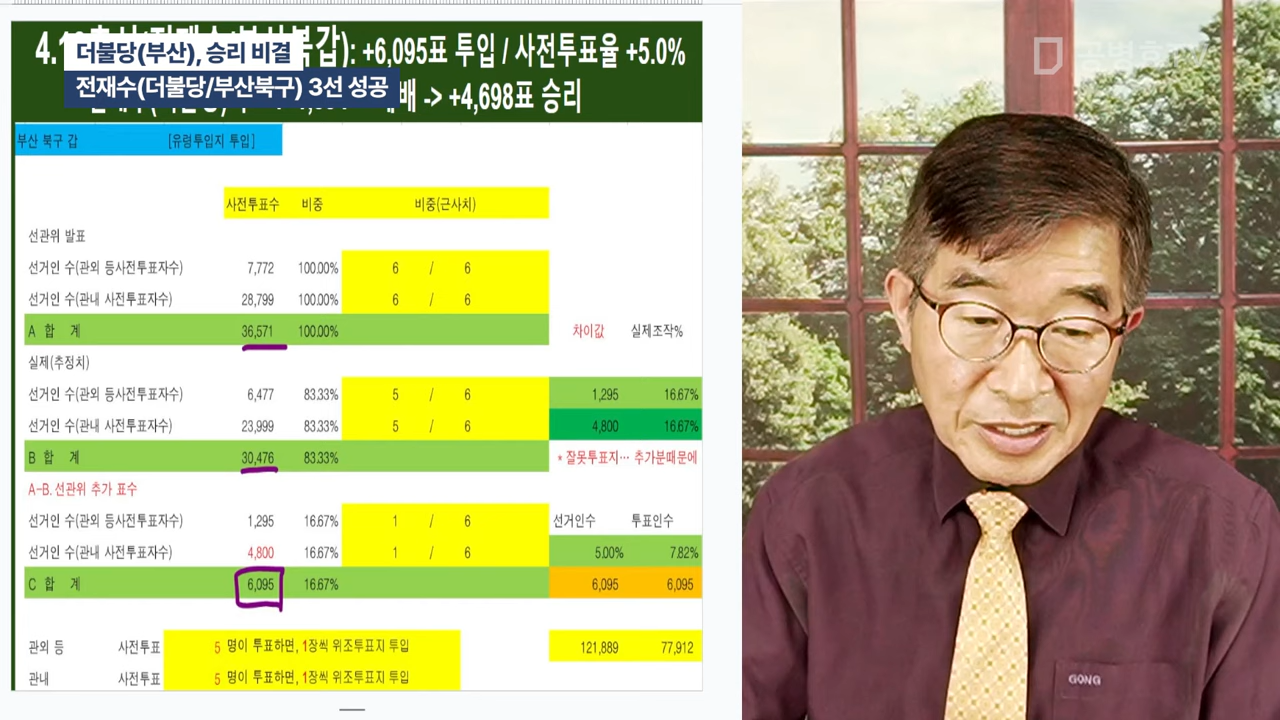 더불당(부산), 승리 비결
전재수(더불당/부산북구) 3선 성공
: +6,095표 투입 / 사전투표율 +5.0%
-> +4,698표 승리
부산 북구 갑 [유령투입지 투입]
사전투표수 비중 비중(근사치)
선관위 발표
선거인 수(관외 등사전투표자수) 7,772 100.00% 6 / 6
선거인 수(관내 사전투표자수) 28,799 100.00% 6 / 6
A 합 계 36,571 100.00% 차이값 실제조작%
실제(추정치)
선거인 수(관외 등사전투표자수) 6,477 83.33% 5 / 6 1,295 16.67%
선거인 수(관내 사전투표자수) 23,999 83.33% 5 / 6 4,800 16.67%
B 합 계 30,476 83.33% * 잘못투표지… 추가분때문에
A-B. 선관위 추가 표수
선거인 수(관외 등사전투표자수) 1,295 16.67% 1 / 6 선거인수 투표인수
선거인 수(관내 사전투표자수) 4,800 16.67% 1 / 6 5.00% 7.82%
C 합 계 6,095 16.67% 6,095 6,095
관외 등 사전투표 5 명이 투표하면, 1장씩 위조투표지 투입 121,889 77,912
관내 사전투표 5 명이 투표하면, 1장씩 위조투표지 투입
공병호
GONG